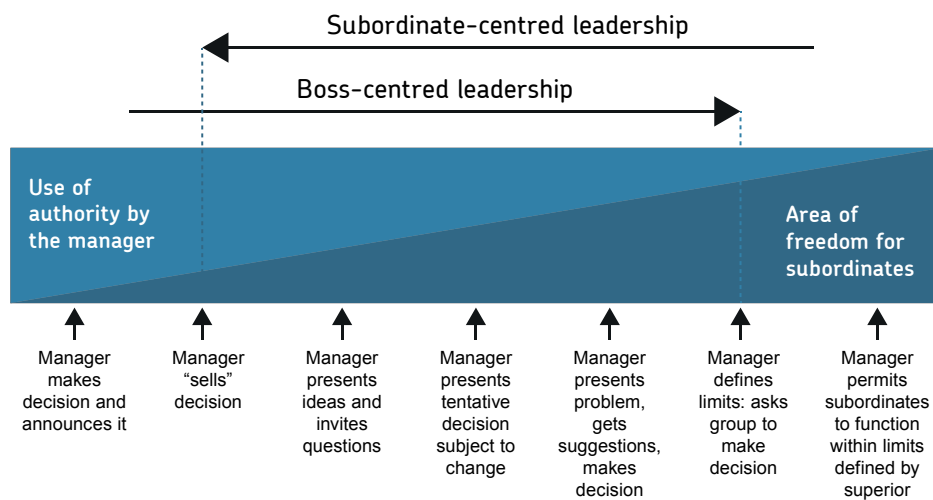 Subordinate-centred leadership
Boss-centred leadership
Use of
authority by
the manager
Area of
freedom for
subordinates
Manager
makes
decision and
announces it
Manager
“sells”
decision
Manager
presents
ideas and
invites
questions
Manager
presents
tentative
decision
subject to
change
Manager
presents
problem,
gets
suggestions,
makes
decision
Manager
defines
limits: asks
group to
make
decision
Manager
permits
subordinates
to function
within limits
defined by
superior